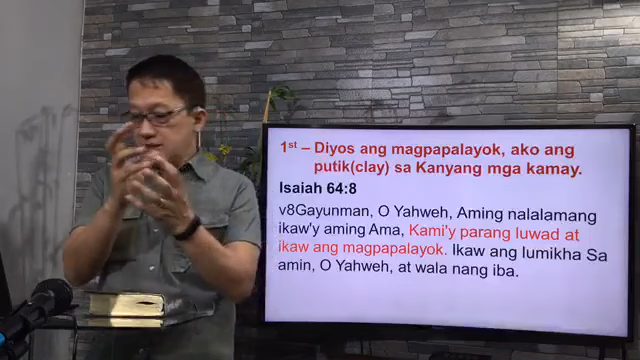 1st – Diyos ang magpapalayok, ako ang
putik(clay) sa Kanyang mga kamay.
Isaiah 64:8
v8Gayunman, O Yahweh, Aming nalalamang
ikaw'y aming Ama, Kami'y parang luwad at
ikaw ang magpapalayok. Ikaw ang lumikha Sa
amin, O Yahweh, at wala nang iba.